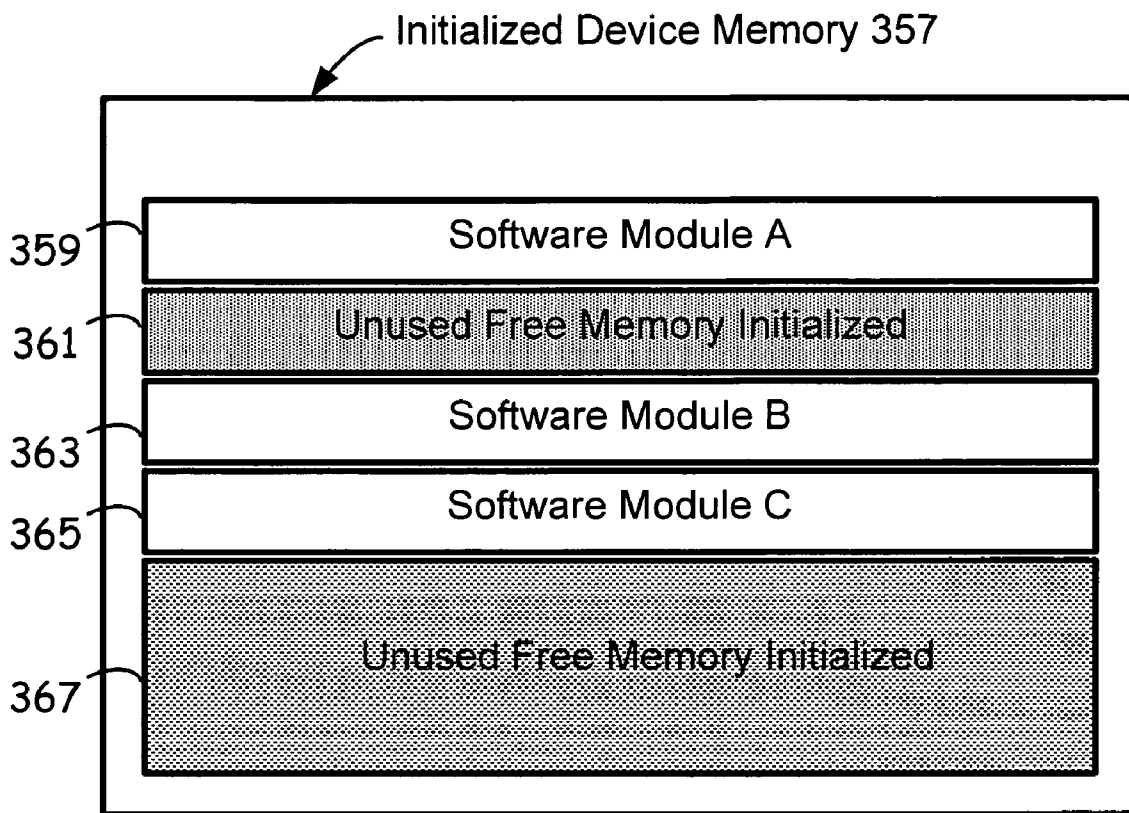 Initialized Device Memory 357
359
Software Module A
361
Unused Free Memory Initialized
363
Software Module B
365
Software Module C
367
Unused Free Memory Initialized